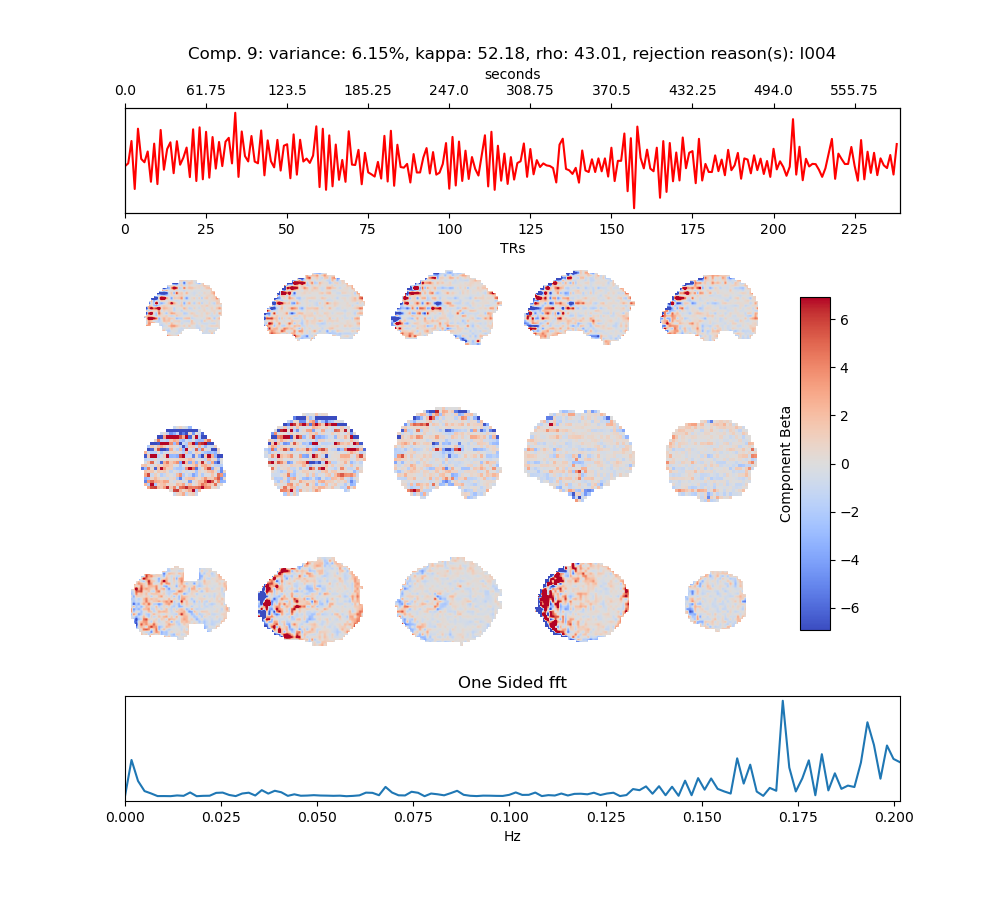 Comp. 9: variance: 6.15%, kappa: 52.18, rho: 43.01, rejection reason(s): I004
seconds
0.0 61.75 123.5 185.25 247.0 308.75 370.5 432.25 494.0 555.75
0 25 50 75 100 125 150 175 200 225
TRs
6
4
2
0
−2
−4
−6
Component Beta
One Sided fft
0.000 0.025 0.050 0.075 0.100 0.125 0.150 0.175 0.200
Hz